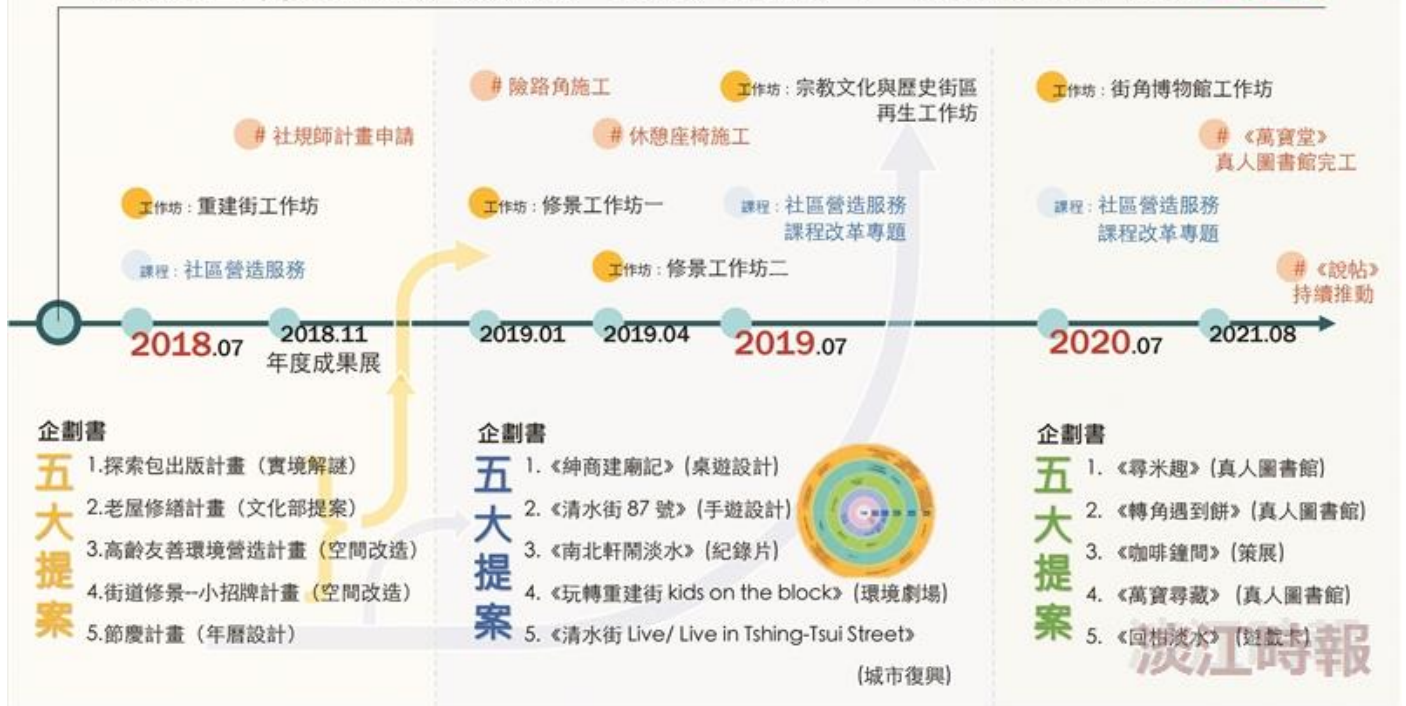 # 險路角施工
工作坊：宗教文化與歷史街區
再生工作坊
工作坊：街角博物館工作坊
# 社規師計畫申請
# 休憩座椅施工
# 《萬寶堂》
真人圖書館完工
工作坊：重建街工作坊
工作坊：修景工作坊一
課程：社區營造服務
課程改革專題
課程：社區營造服務
課程改革專題
課程：社區營造服務
工作坊：修景工作坊二
# 《說帖》
持續推動
2018.07
2018.11
年度成果展
2019.01
2019.04
2019.07
2020.07
2021.08
企劃書
五大提案
1.探索包出版計畫（實境解謎）
2.老屋修繕計畫（文化部提案）
3.高齡友善環境營造計畫（空間改造）
4.街道修景--小招牌計畫（空間改造）
5.節慶計畫（年曆設計）
企劃書
五大提案
1. 《紳商建廟記》(桌遊設計)
2. 《清水街 87 號》(手遊設計)
3. 《南北軒鬧淡水》(紀錄片)
4. 《玩轉重建街 kids on the block》(環境劇場)
5. 《清水街 Live/ Live in Tshing-Tsui Street》
(城市復興)
企劃書
五大提案
1. 《尋米趣》(真人圖書館)
2. 《轉角遇到餅》(真人圖書館)
3. 《咖啡鐘問》(策展)
4. 《萬寶尋藏》(真人圖書館)
5. 《回相淡水》(遊戲卡)
淡江時報